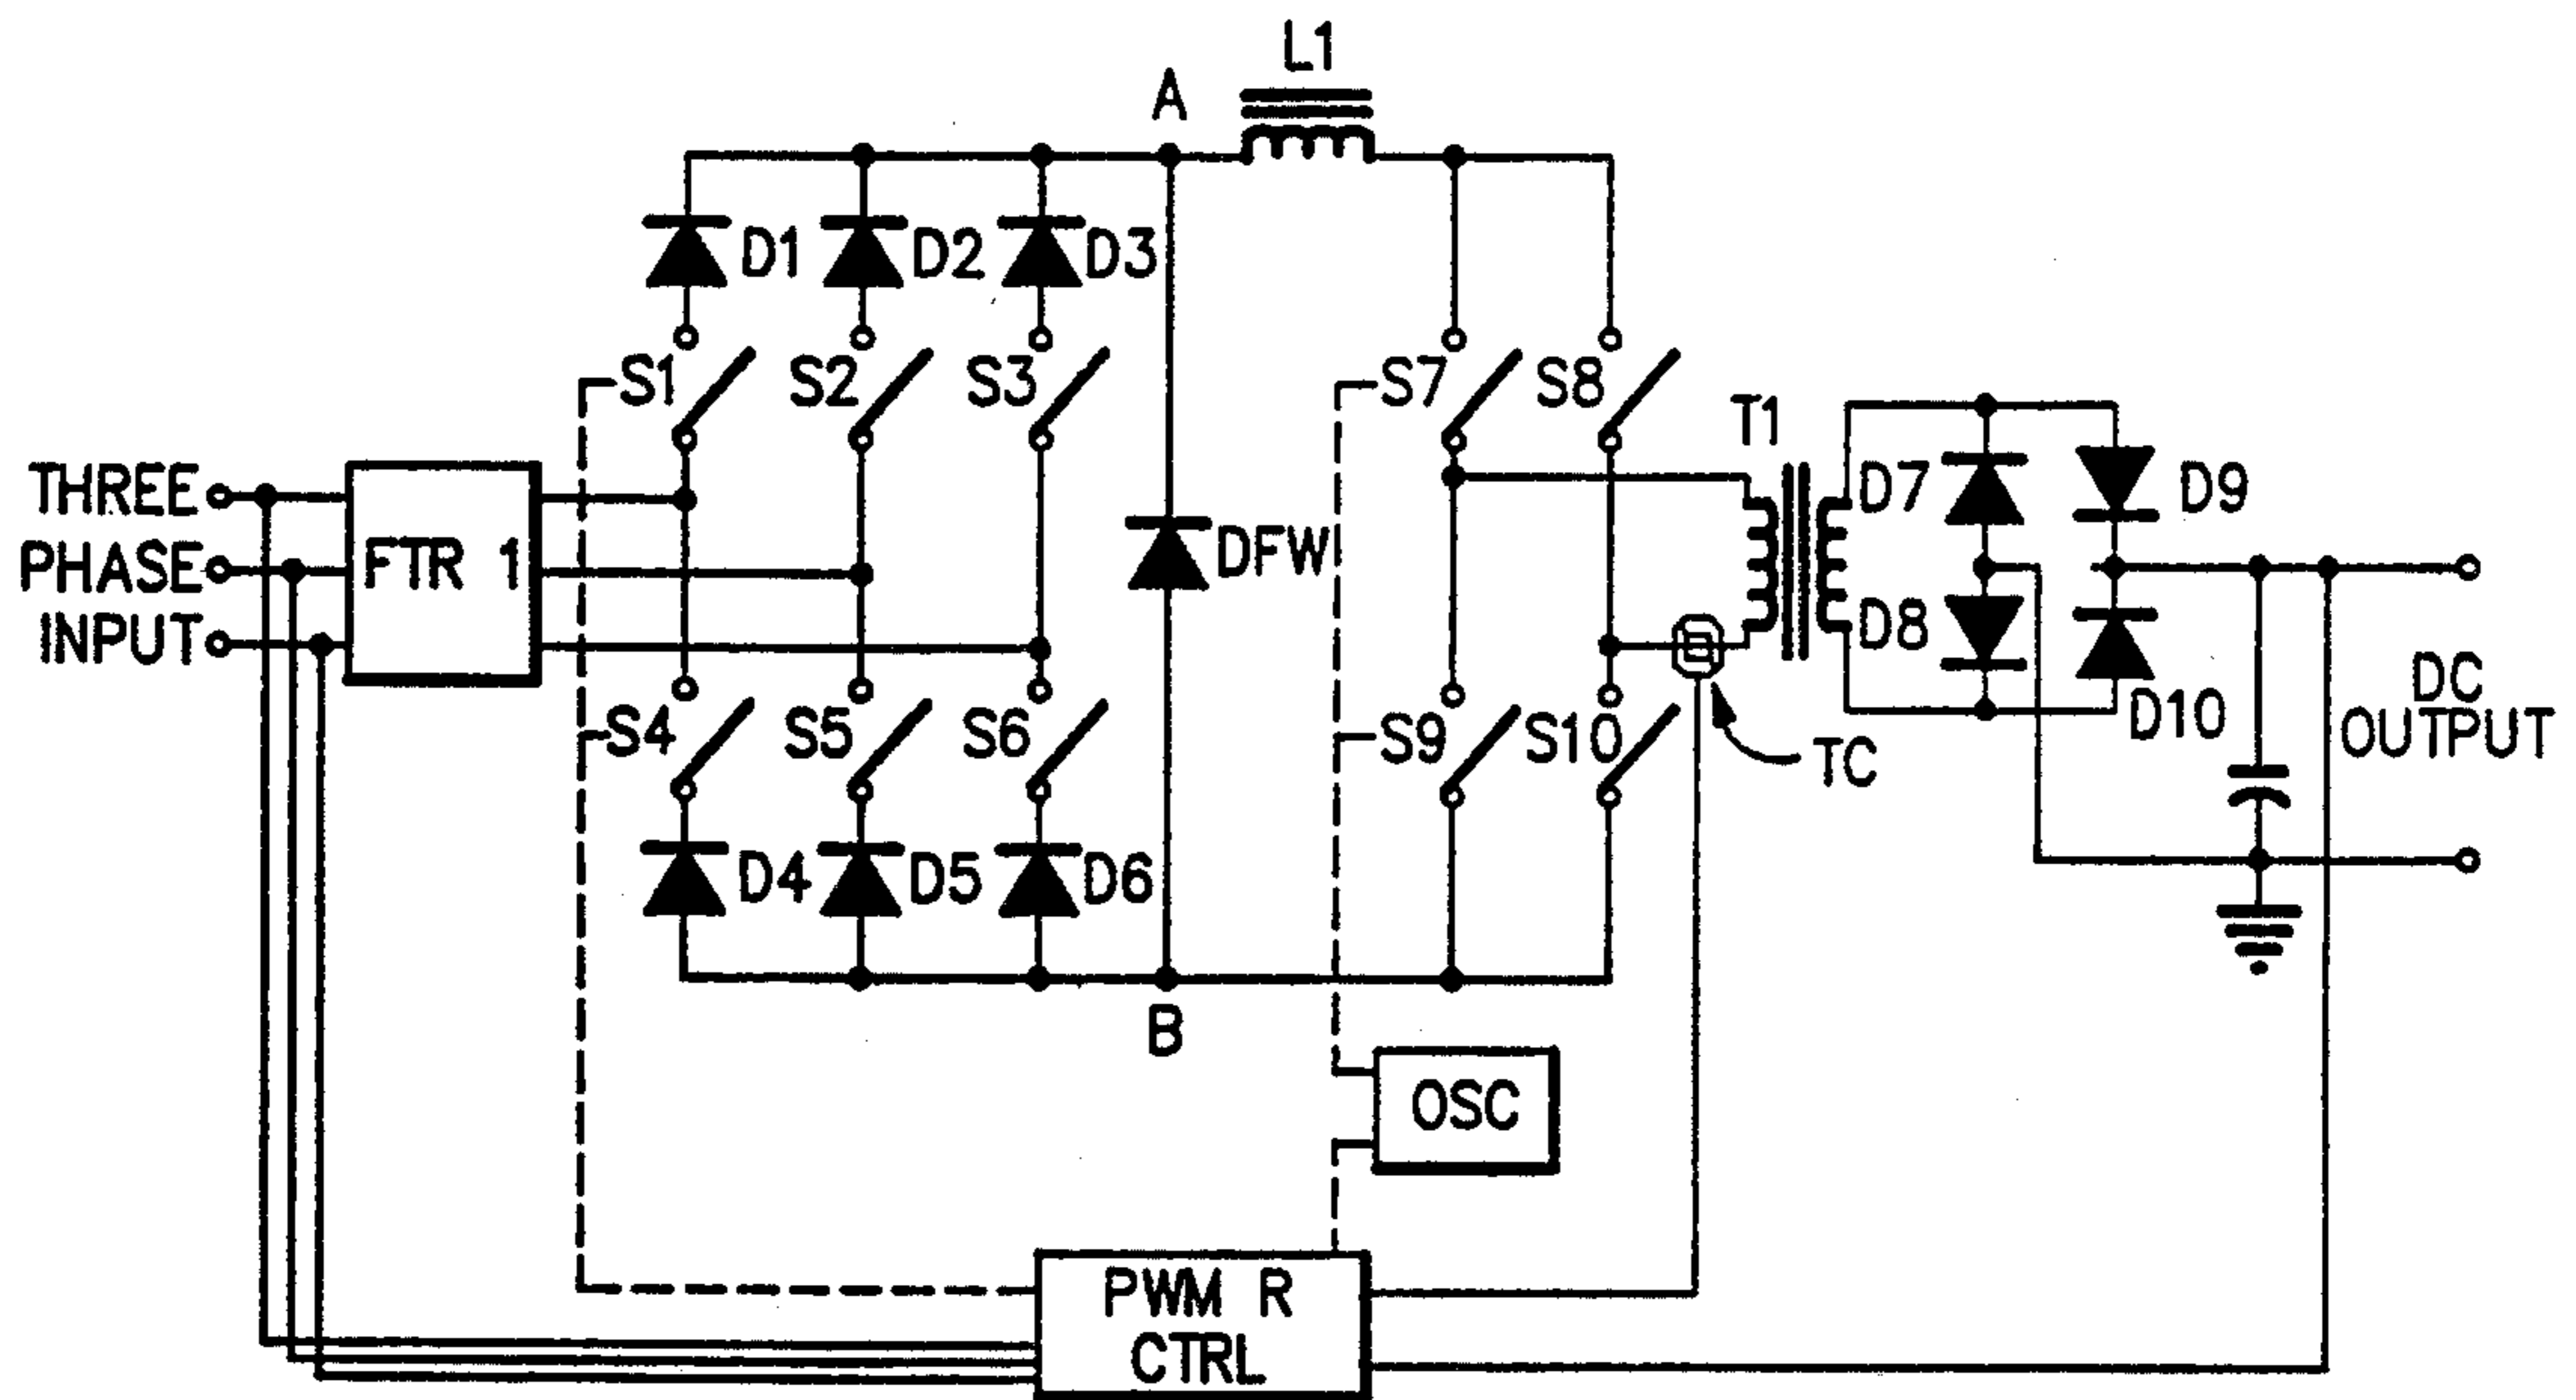 L1
A
D1
D2
D3
S1
S2
S3
S7
S8
T1
THREE
PHASE
INPUT
FTR 1
DFW
D7
D9
D8
D10
S4
S5
S6
S9
S10
TC
DC
OUTPUT
D4
D5
D6
B
OSC
PWM R
CTRL